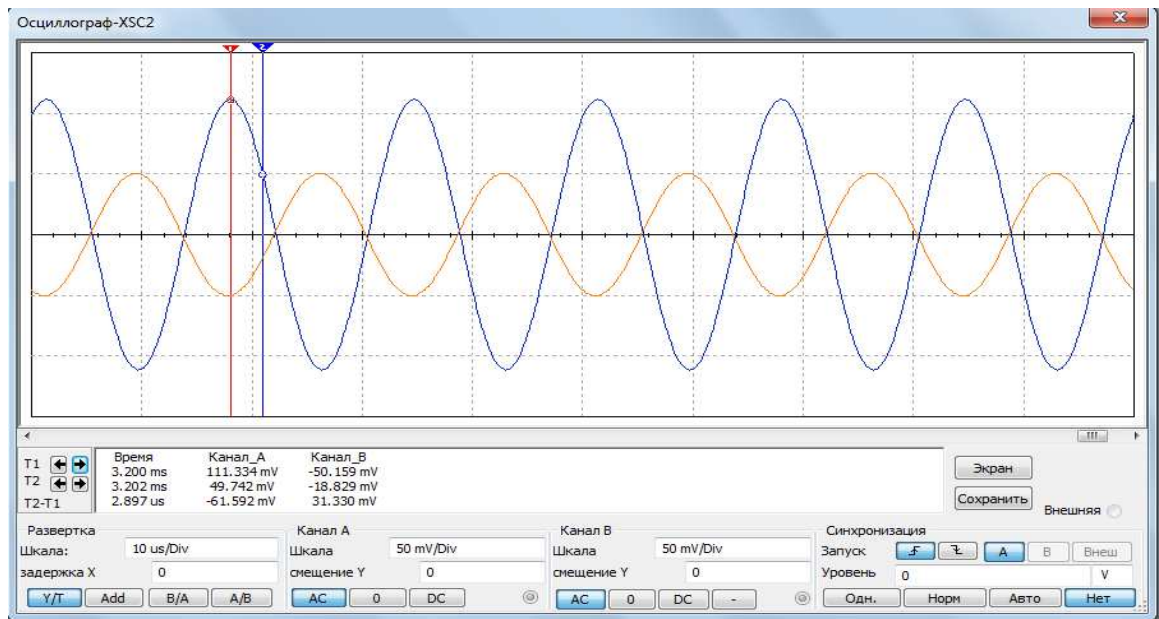 Осциллограф-XSC2
1 2
T1
T2
T2-T1
Время Канал_A Канал_B
3.200 ms 111.334 mV -50.159 mV
3.202 ms 49.742 mV -18.829 mV
2.897 us -61.592 mV 31.330 mV
Экран
Сохранить
Внешняя
Развертка
Шкала: 10 us/Div
задержка X 0
Y/T Add B/A A/B
Канал A
Шкала 50 mV/Div
смещение Y 0
AC 0 DC
Канал B
Шкала 50 mV/Div
смещение Y 0
AC 0 DC -
Синхронизация
Запуск A B Внеш
Уровень 0 V
Одн. Норм Авто Нет